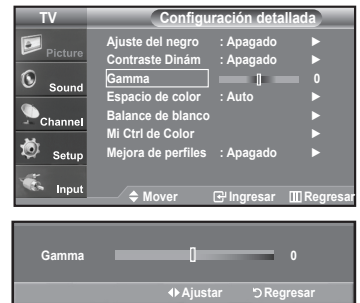 TV
Configuración detallada
Picture
Sound
Channel
Setup
Input
Ajuste del negro : Apagado
Contraste Dinám : Apagado
Gamma 0
Espacio de color : Auto
Balance de blanco
Mi Ctrl de Color
Mejora de perfiles : Apagado
Mover Ingresar Regresar
Gamma 0
Ajustar Regresar